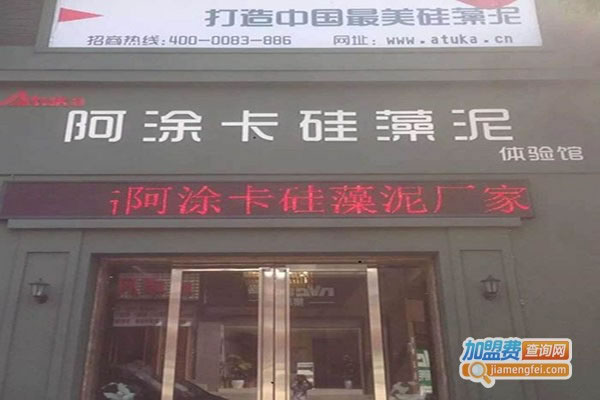 打造中国最美硅藻泥
招商热线:400-0083-886 网址:www.atuka.cn
Atuka
阿涂卡硅藻泥
体验馆
阿涂卡硅藻泥厂家
加盟费查询网
jiamengfei.com